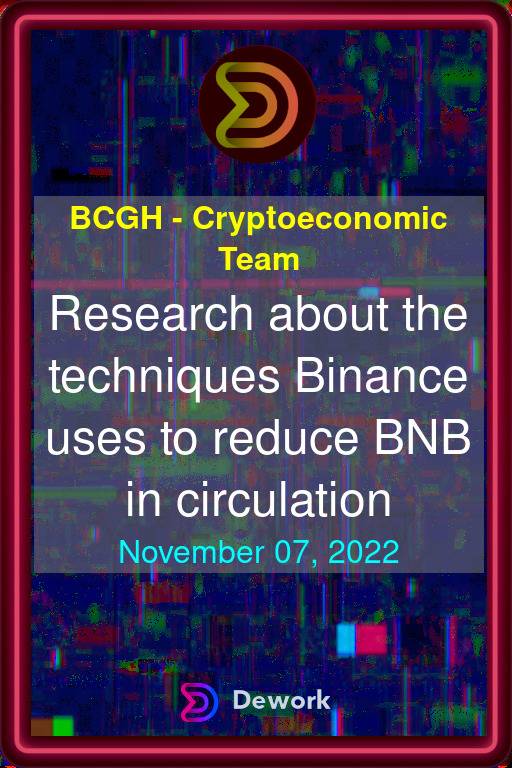 BCGH - Cryptoeconomic
Team
Research about the
techniques Binance
uses to reduce BNB
in circulation
November 07, 2022
Dework